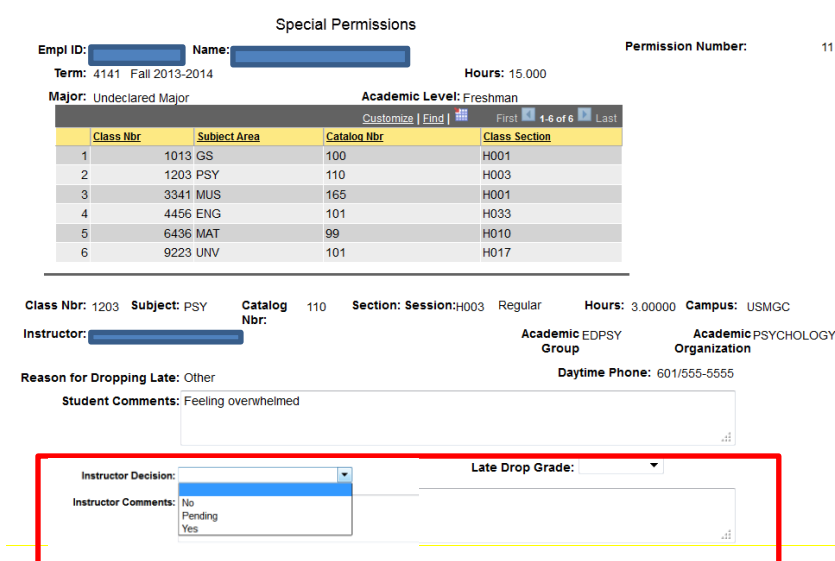 Special Permissions
Empl ID: Name: Permission Number: 11
Term: 4141 Fall 2013-2014 Hours: 15.000
Major: Undeclared Major Academic Level: Freshman
Customize | Find | First 1-6 of 6 Last
Class Nbr Subject Area Catalog Nbr Class Section
1 1013 GS 100 H001
2 1203 PSY 110 H003
3 3341 MUS 165 H001
4 4456 ENG 101 H033
5 6436 MAT 99 H010
6 9223 UNV 101 H017
Class Nbr: 1203 Subject: PSY Catalog Nbr: 110 Section: Session: H003 Regular Hours: 3.00000 Campus: USMGC
Instructor: Academic Group EDPSY Academic Organization PSYCHOLOGY
Reason for Dropping Late: Other Daytime Phone: 601/555-5555
Student Comments: Feeling overwhelmed
Instructor Decision: Late Drop Grade:
Instructor Comments: No
Pending
Yes